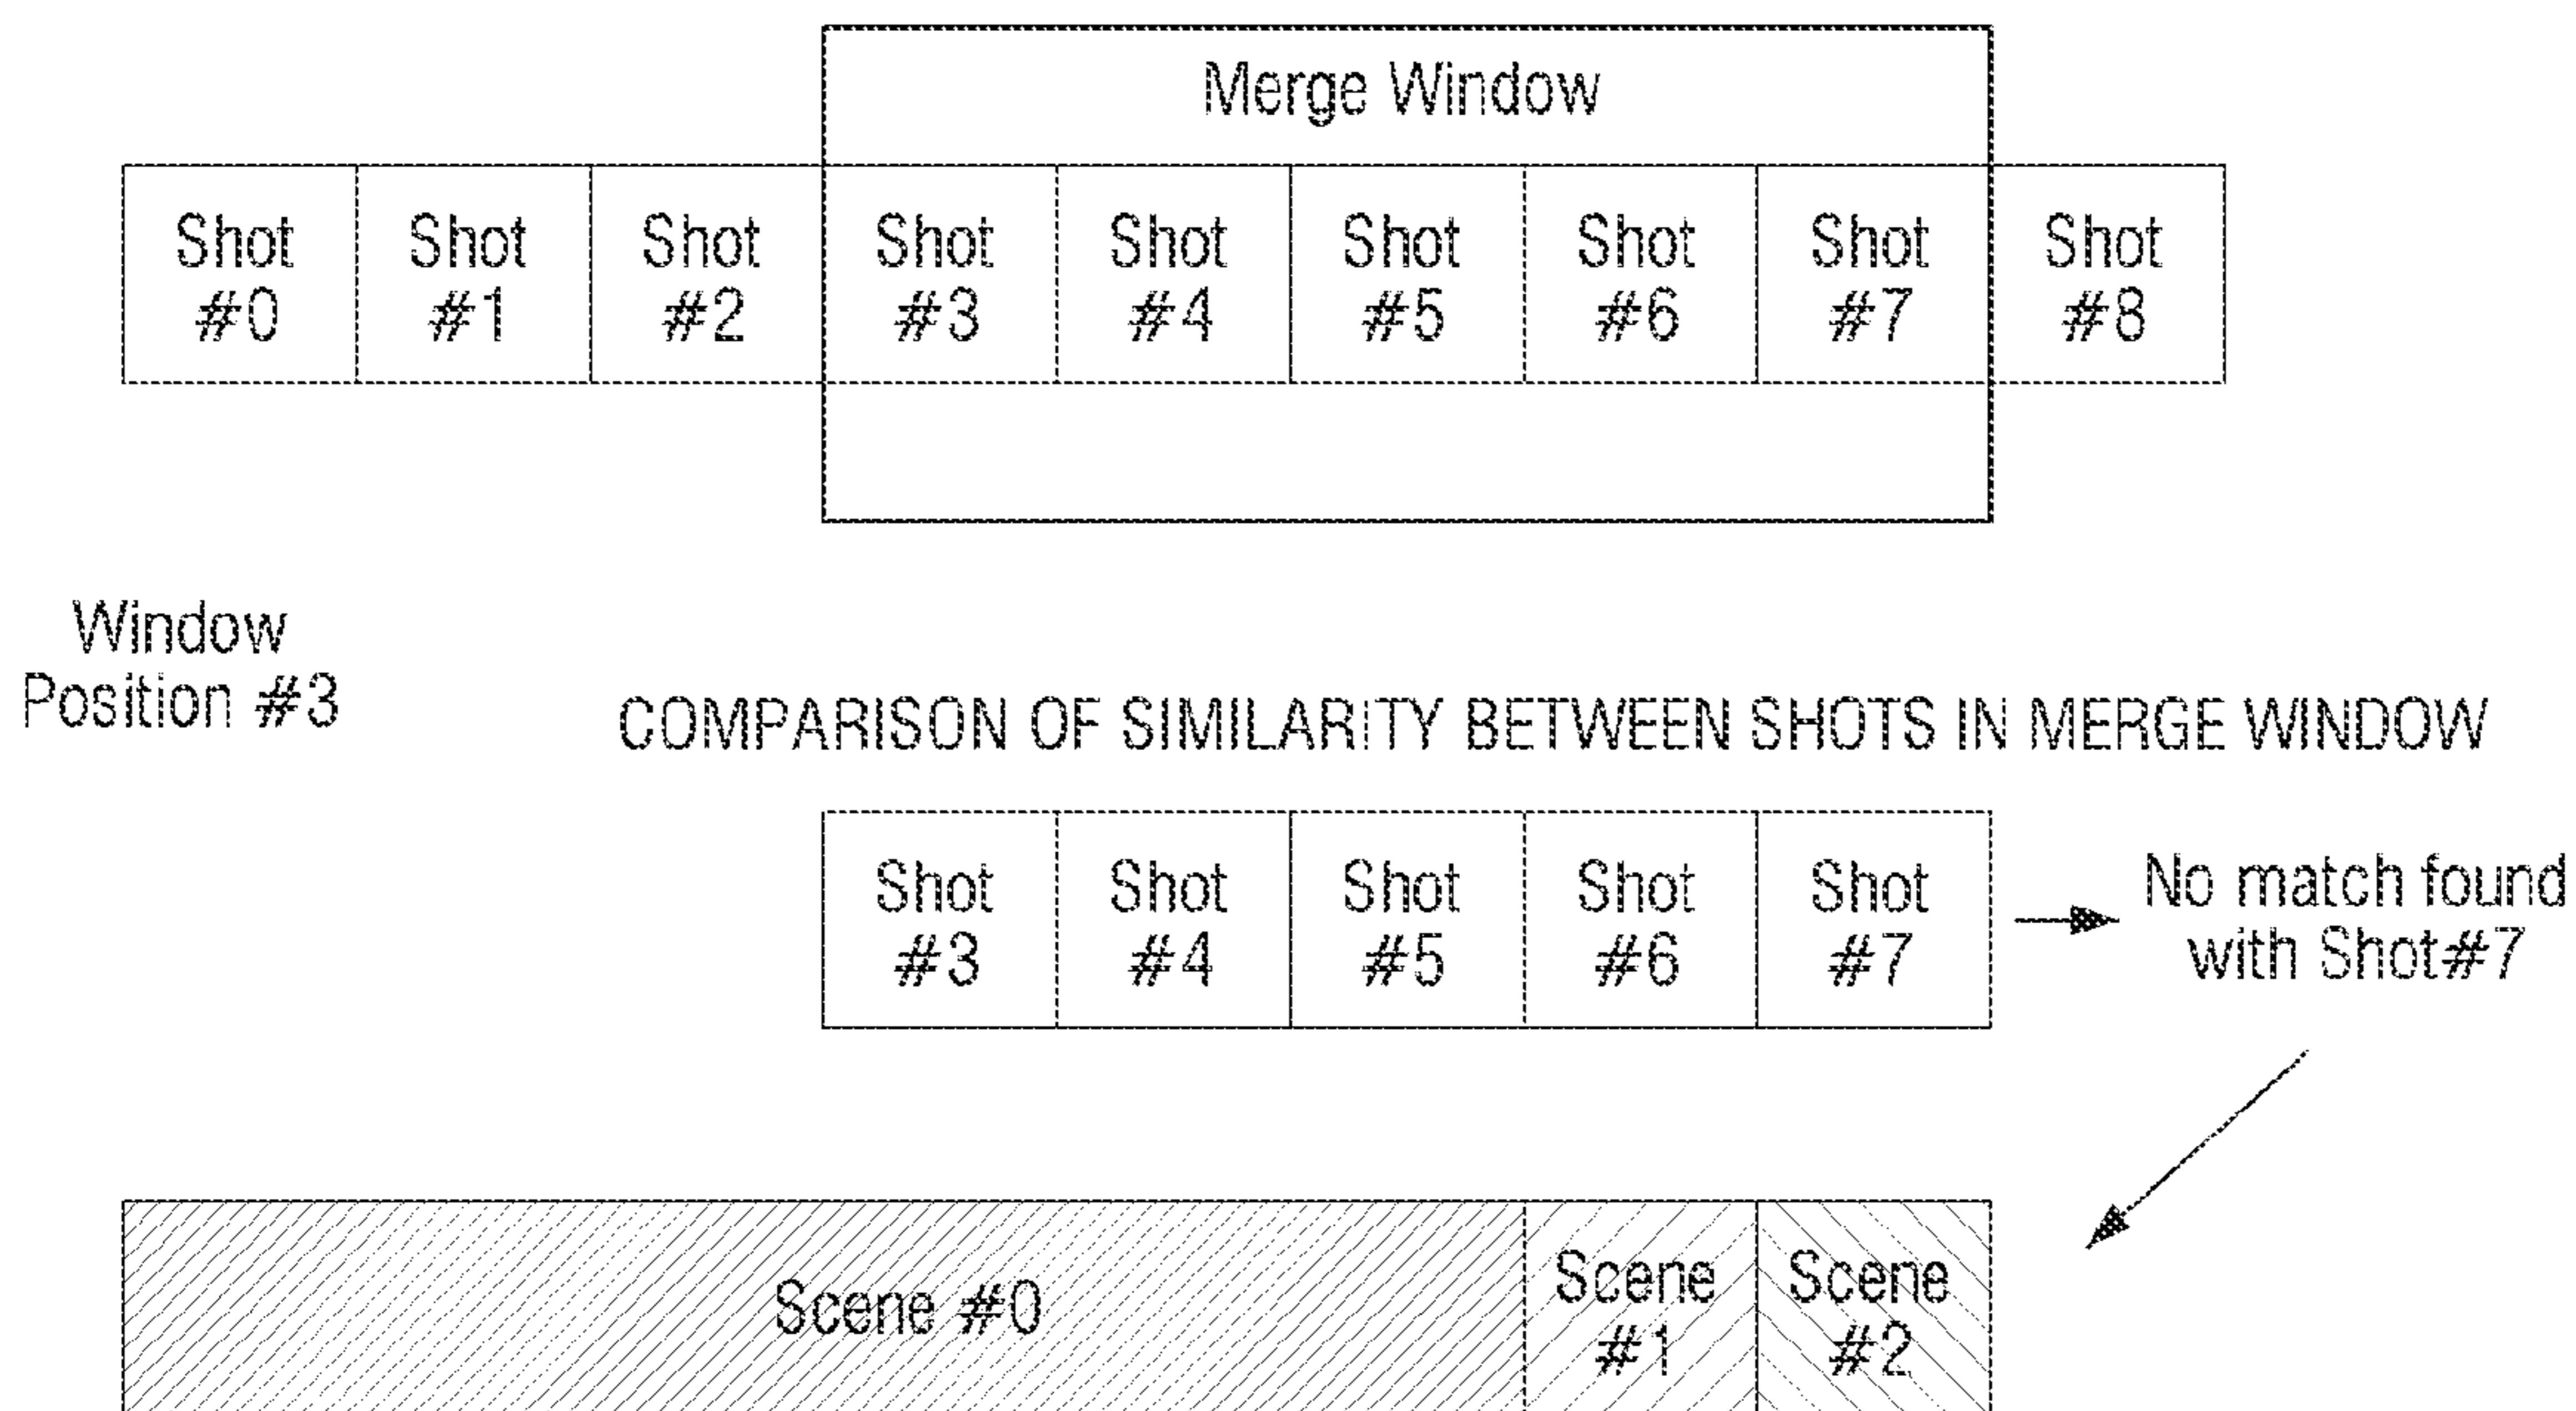 Merge Window
Shot #0
Shot #1
Shot #2
Shot #3
Shot #4
Shot #5
Shot #6
Shot #7
Shot #8
Window
Position #3
COMPARISON OF SIMILARITY BETWEEN SHOTS IN MERGE WINDOW
Shot #3
Shot #4
Shot #5
Shot #6
Shot #7
No match found
with Shot#7
Scene #0
Scene #1
Scene #2